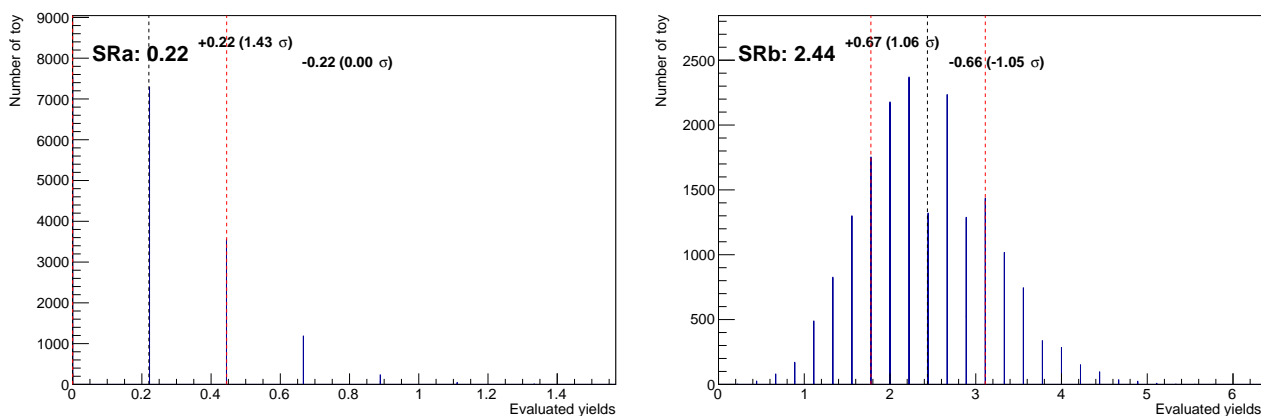 Number of toy
9000
8000
7000
6000
5000
4000
3000
2000
1000
0
SRa: 0.22
+0.22 (1.43 σ)
-0.22 (0.00 σ)
0 0.2 0.4 0.6 0.8 1 1.2 1.4
Evaluated yields
Number of toy
2500
2000
1500
1000
500
0
SRb: 2.44
+0.67 (1.06 σ)
-0.66 (-1.05 σ)
0 1 2 3 4 5 6
Evaluated yields